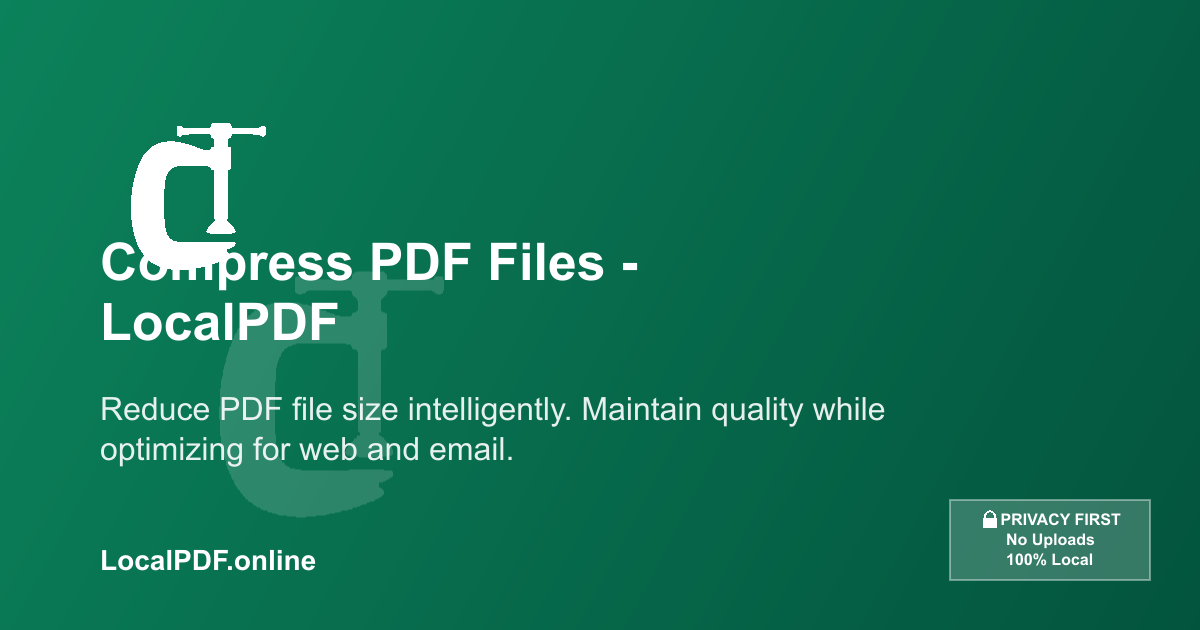 Compress PDF Files -
LocalPDF
Reduce PDF file size intelligently. Maintain quality while
optimizing for web and email.
LocalPDF.online
PRIVACY FIRST
No Uploads
100% Local